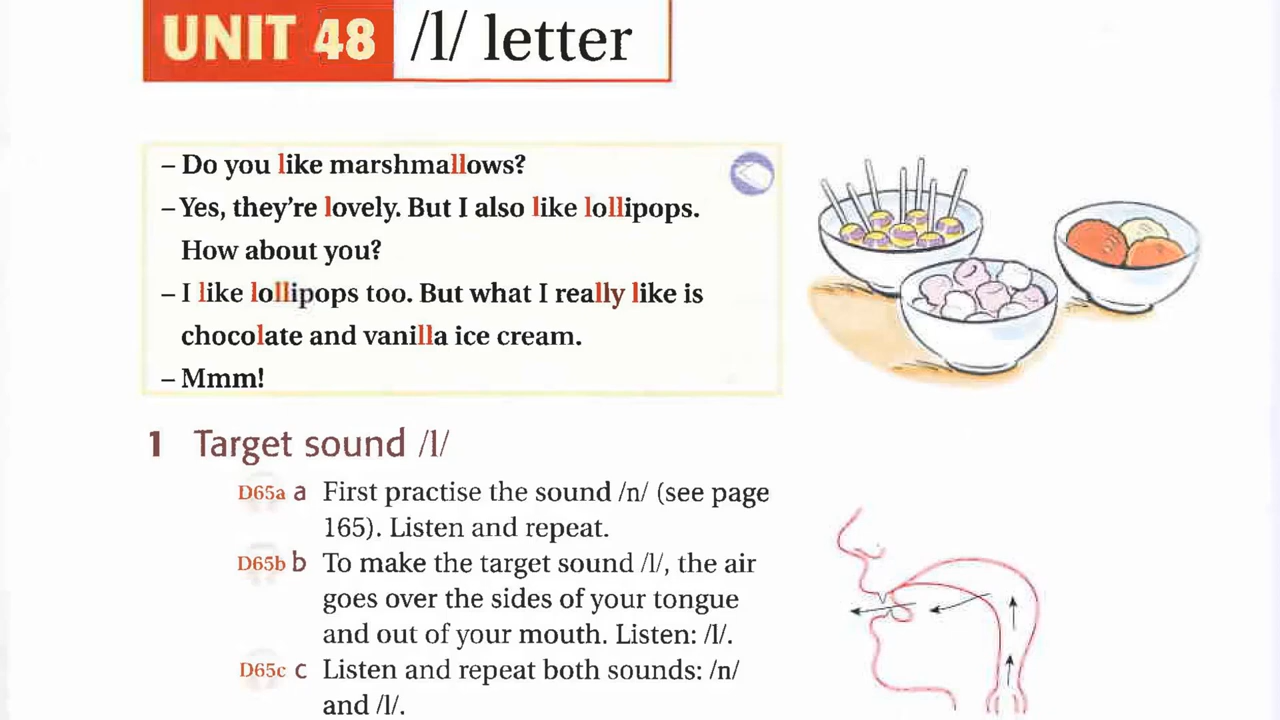 UNIT 48 /l/ letter
– Do you like marshmallows?
– Yes, they're lovely. But I also like lollipops.
How about you?
– I like lollipops too. But what I really like is
chocolate and vanilla ice cream.
– Mmm!
1 Target sound /l/
D65a a First practise the sound /n/ (see page
165). Listen and repeat.
D65b b To make the target sound /l/, the air
goes over the sides of your tongue
and out of your mouth. Listen: /l/.
D65c c Listen and repeat both sounds: /n/
and /l/.